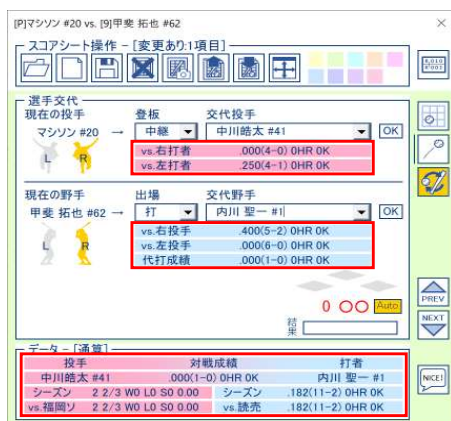 [P]マシソン #20 vs. [9]甲斐 拓也 #62
スコアシート操作 - [変更あり:1項目]
選手交代
現在の投手 登板 交代投手
マシソン #20 → 中継 中川皓太 #41 OK
L R
vs.右打者 .000(4-0) 0HR 0K
vs.左打者 .250(4-1) 0HR 0K
現在の野手 出場 交代野手
甲斐 拓也 #62 → 打 内川 聖一 #1 OK
L R
vs.右投手 .400(5-2) 0HR 0K
vs.左投手 .000(6-0) 0HR 0K
代打成績 .000(1-0) 0HR 0K
0 〇〇 Auto
結果
PREV
NEXT
データ - [通算]
投手 対戦成績 打者
中川皓太 #41 .000(1-0) 0HR 0K 内川 聖一 #1
シーズン 2 2/3 W0 L0 S0 0.00 シーズン .182(11-2) 0HR 0K
vs.福岡ソ 2 2/3 W0 L0 S0 0.00 vs.読売 .182(11-2) 0HR 0K
NICE!